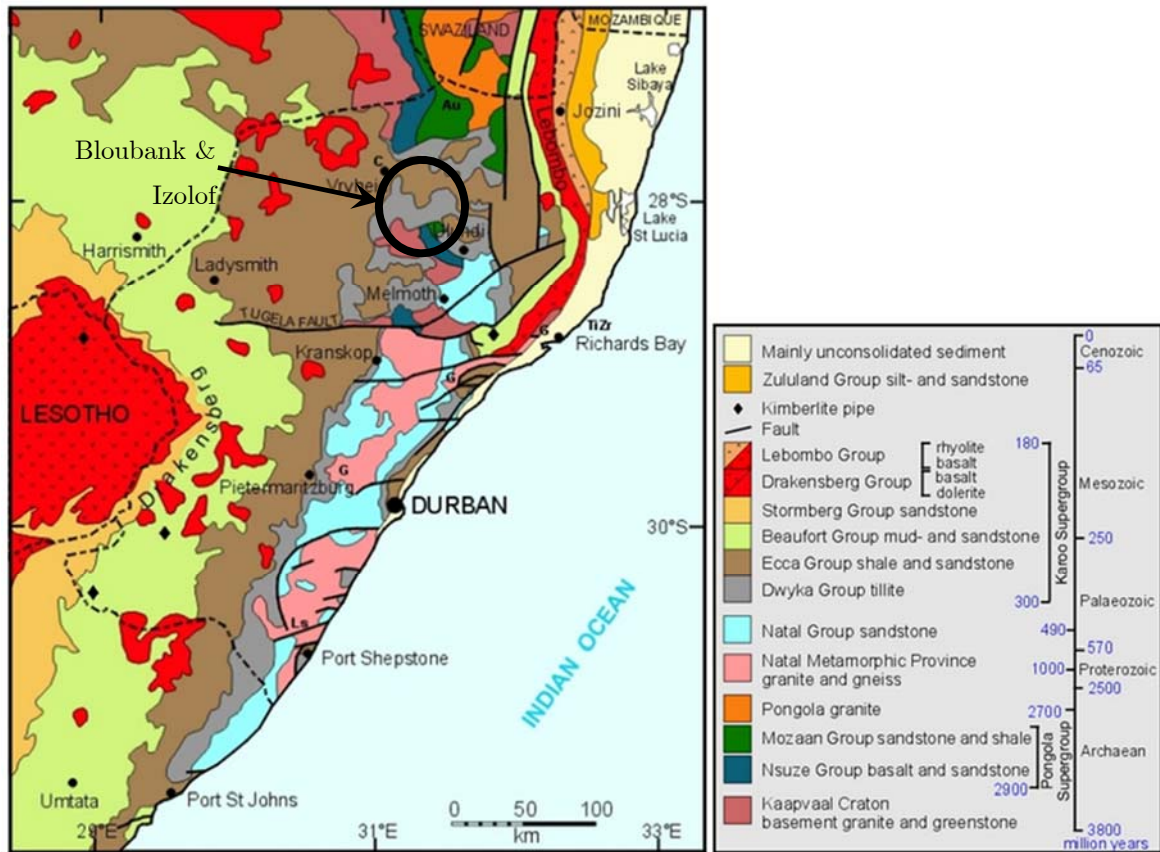 SWAZILAND
MOZAMBIQUE
Lake
Sibaya
Au
Jozini
Lebombo
Bloubank &
Izolof
C
28°S
Lake
St Lucia
Harrismith
Ladysmith
Melmoth
TUGELA FAULT
G
TiZr
Richards Bay
Kranskop
G
LESOTHO
Drakensberg
G
Pietermaritzburg
DURBAN
30°S
Ls
Port Shepstone
INDIAN OCEAN
Umtata
Port St Johns
0 50 100
km
29°E
31°E
33°E
Mainly unconsolidated sediment
Zululand Group silt- and sandstone
Kimberlite pipe
Fault
Lebombo Group
rhyolite
basalt
Drakensberg Group
basalt
dolerite
Stormberg Group sandstone
Beaufort Group mud- and sandstone
Ecca Group shale and sandstone
Dwyka Group tillite
Natal Group sandstone
Natal Metamorphic Province
granite and gneiss
Pongola granite
Mozaan Group sandstone and shale
Nsuze Group basalt and sandstone
Kaapvaal Craton
basement granite and greenstone
180
300
Karoo Supergroup
2700
2900
Pongola
Supergroup
0
Cenozoic
65
Mesozoic
250
Palaeozoic
490
570
1000
Proterozoic
2500
Archaean
3800
million years